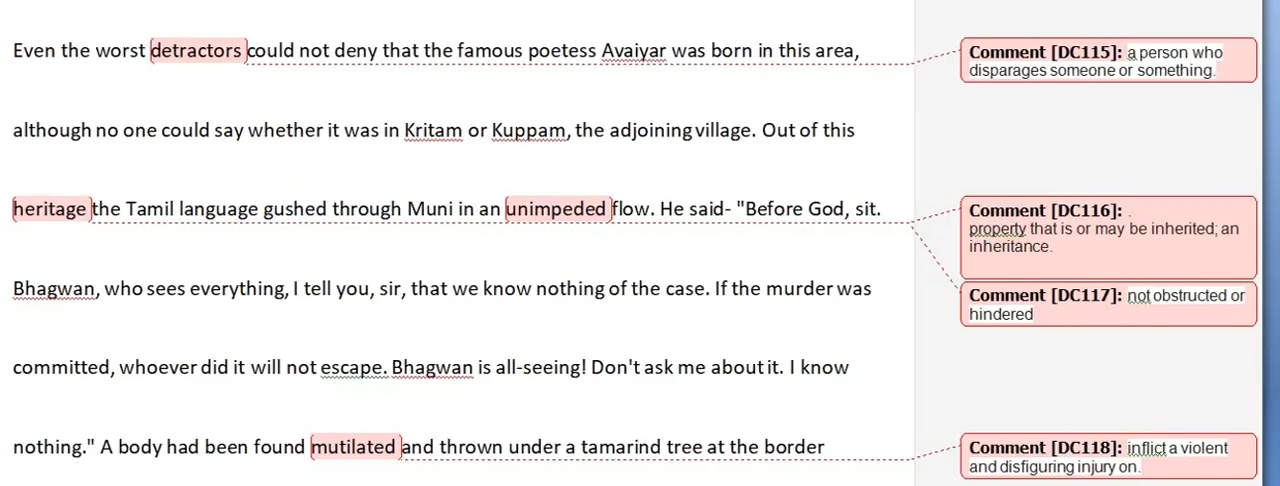 Even the worst detractors could not deny that the famous poetess Avaiyar was born in this area,
Comment [DC115]: a person who
disparages someone or something.
although no one could say whether it was in Kritam or Kuppam, the adjoining village. Out of this
heritage the Tamil language gushed through Muni in an unimpeded flow. He said- "Before God, sit.
Comment [DC116]: .
property that is or may be inherited; an
inheritance.
Bhagwan, who sees everything, I tell you, sir, that we know nothing of the case. If the murder was
Comment [DC117]: not obstructed or
hindered
committed, whoever did it will not escape. Bhagwan is all-seeing! Don't ask me about it. I know
nothing." A body had been found mutilated and thrown under a tamarind tree at the border
Comment [DC118]: inflict a violent
and disfiguring injury on.